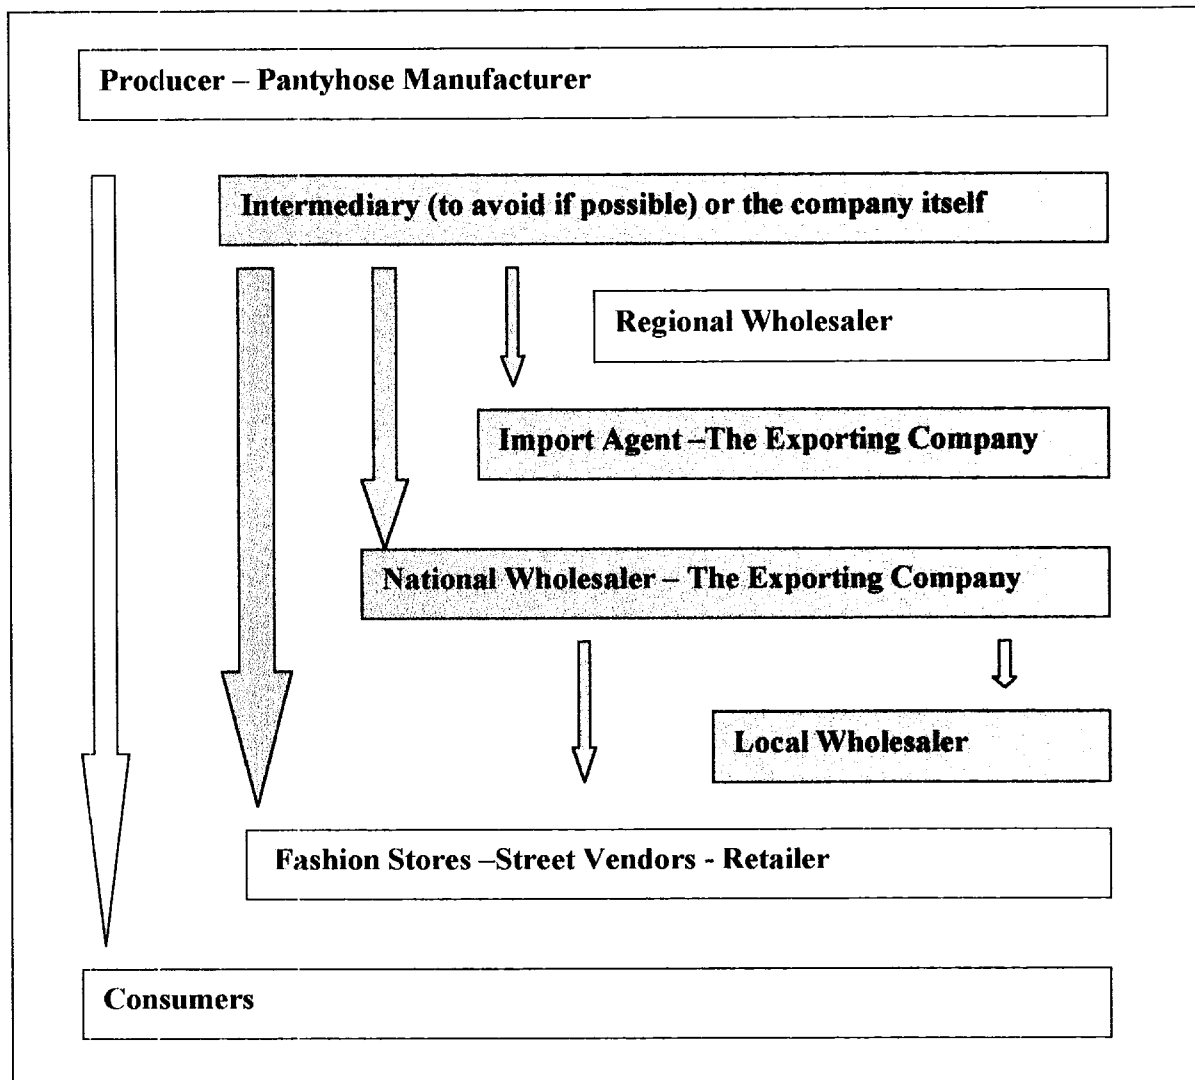 Producer – Pantyhose Manufacturer
Intermediary (to avoid if possible) or the company itself
Regional Wholesaler
Import Agent –The Exporting Company
National Wholesaler – The Exporting Company
Local Wholesaler
Fashion Stores –Street Vendors - Retailer
Consumers